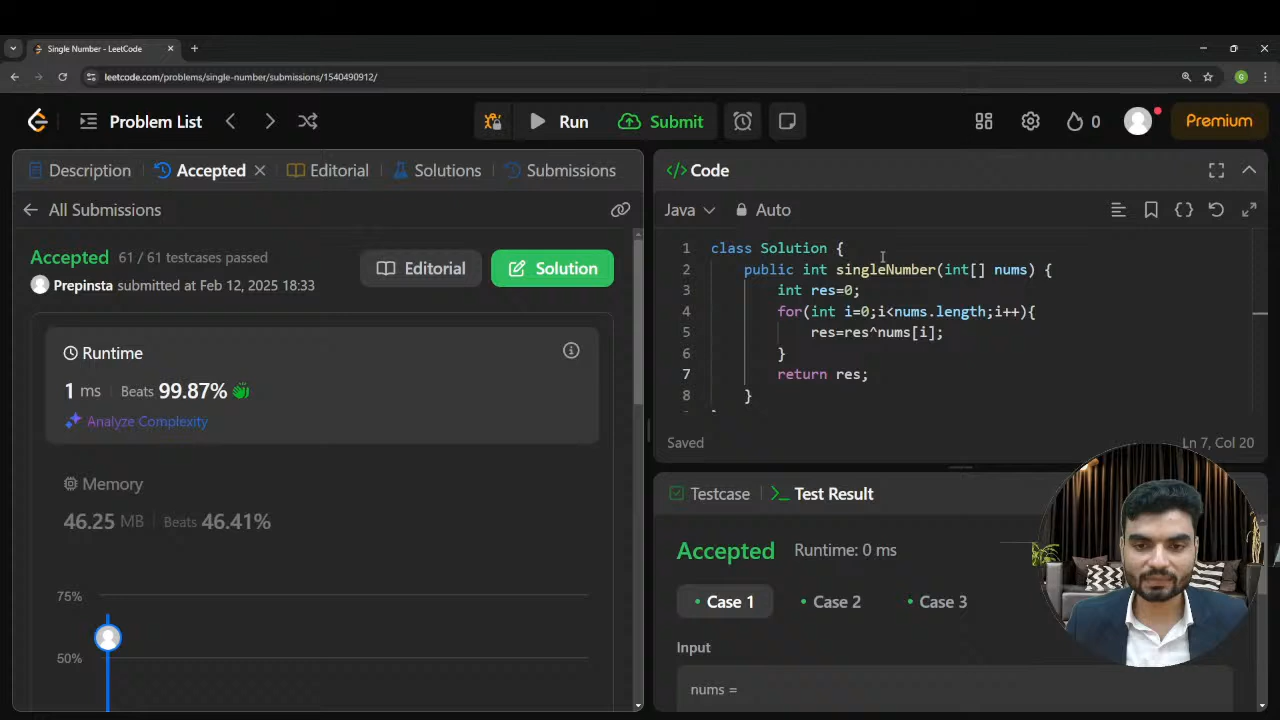 Single Number - LeetCode
leetcode.com/problems/single-number/submissions/1540490912/
G
Problem List
Run
Submit
0
Premium
Description
Accepted
Editorial
Solutions
Submissions
All Submissions
Accepted 61 / 61 testcases passed
Prepinsta submitted at Feb 12, 2025 18:33
Editorial
Solution
Runtime
1 ms Beats 99.87%
Analyze Complexity
Memory
46.25 MB Beats 46.41%
75%
50%
</> Code
Java
Auto
1 class Solution {
2 public int singleNumber(int[] nums) {
3 int res=0;
4 for(int i=0;i<nums.length;i++){
5 res=res^nums[i];
6 }
7 return res;
8 }
Saved
Ln 7, Col 20
Testcase
Test Result
Accepted Runtime: 0 ms
• Case 1
• Case 2
• Case 3
Input
nums =